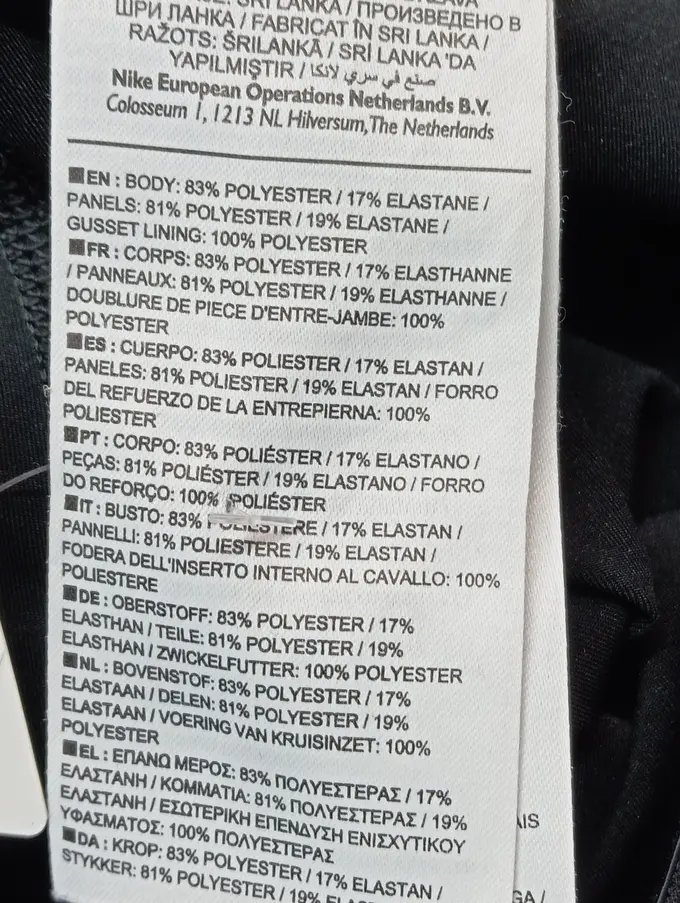 SRI LANKA / ПРОИЗВЕДЕНО В
ШРИ ЛАНКА / FABRICAT ÎN SRI LANKA /
RAŽOTS: ŠRILANKĀ / SRİ LANKA 'DA
YAPILMIŞTIR / صنع في سري لانكا
Nike European Operations Netherlands B.V.
Colosseum 1, 1213 NL Hilversum, The Netherlands
EN : BODY: 83% POLYESTER / 17% ELASTANE /
PANELS: 81% POLYESTER / 19% ELASTANE /
GUSSET LINING: 100% POLYESTER
FR : CORPS: 83% POLYESTER / 17% ELASTHANNE
/ PANNEAUX: 81% POLYESTER / 19% ELASTHANNE /
DOUBLURE DE PIECE D'ENTRE-JAMBE: 100%
POLYESTER
ES : CUERPO: 83% POLIESTER / 17% ELASTAN /
PANELES: 81% POLIESTER / 19% ELASTAN / FORRO
DEL REFUERZO DE LA ENTREPIERNA: 100%
POLIESTER
PT : CORPO: 83% POLIÉSTER / 17% ELASTANO /
PEÇAS: 81% POLIÉSTER / 19% ELASTANO / FORRO
DO REFORÇO: 100% POLIÉSTER
IT : BUSTO: 83% POLIESTERE / 17% ELASTAN /
PANNELLI: 81% POLIESTERE / 19% ELASTAN /
FODERA DELL'INSERTO INTERNO AL CAVALLO: 100%
POLIESTERE
DE : OBERSTOFF: 83% POLYESTER / 17%
ELASTHAN / TEILE: 81% POLYESTER / 19%
ELASTHAN / ZWICKELFUTTER: 100% POLYESTER
NL : BOVENSTOF: 83% POLYESTER / 17%
ELASTAAN / DELEN: 81% POLYESTER / 19%
ELASTAAN / VOERING VAN KRUISINZET: 100%
POLYESTER
EL : ΕΠΑΝΩ ΜΕΡΟΣ: 83% ΠΟΛΥΕΣΤΕΡΑΣ / 17%
ΕΛΑΣΤΑΝΗ / ΚΟΜΜΑΤΙΑ: 81% ΠΟΛΥΕΣΤΕΡΑΣ / 19%
ΕΛΑΣΤΑΝΗ / ΕΣΩΤΕΡΙΚΗ ΕΠΕΝΔΥΣΗ ΕΝΙΣΧΥΤΙΚΟΥ
ΥΦΑΣΜΑΤΟΣ: 100% ΠΟΛΥΕΣΤΕΡΑΣ
DA : KROP: 83% POLYESTER / 17% ELASTAN /
STYKKER: 81% POLYESTER / 19%